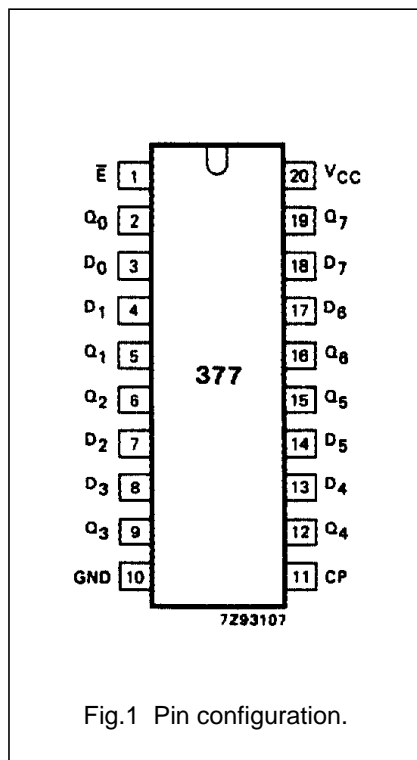 E̅ 1 20 VCC
Q0 2 19 Q7
D0 3 18 D7
D1 4 17 D6
Q1 5 377 16 Q6
Q2 6 15 Q5
D2 7 14 D5
D3 8 13 D4
Q3 9 12 Q4
GND 10 11 CP
7Z93107
Fig.1 Pin configuration.